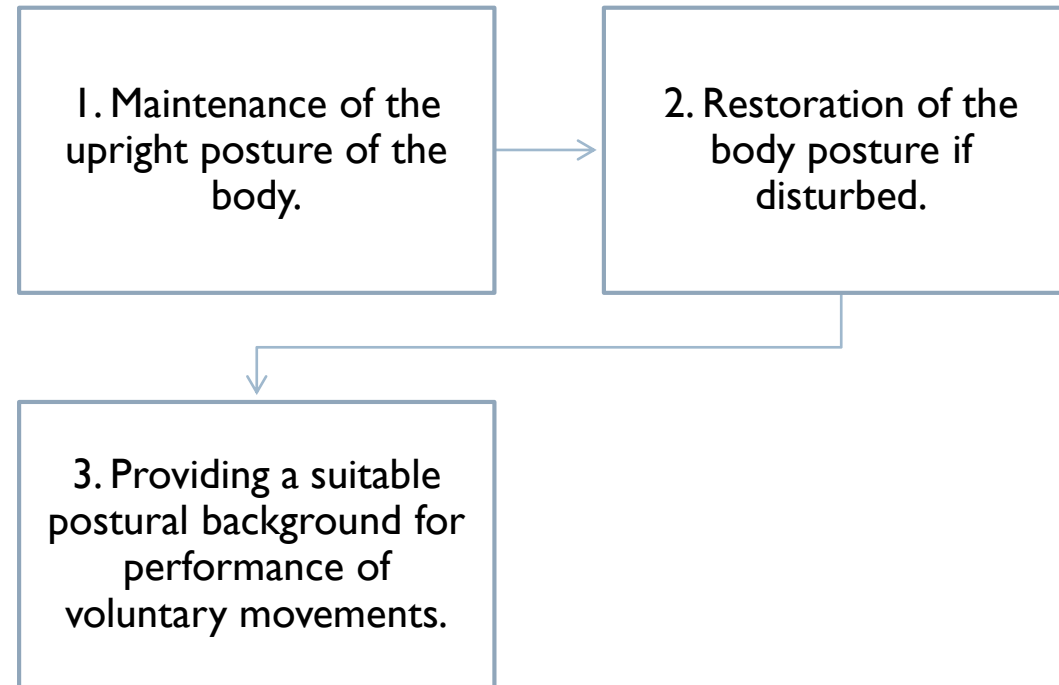 1. Maintenance of the
upright posture of the
body.
2. Restoration of the
body posture if
disturbed.
3. Providing a suitable
postural background for
performance of
voluntary movements.